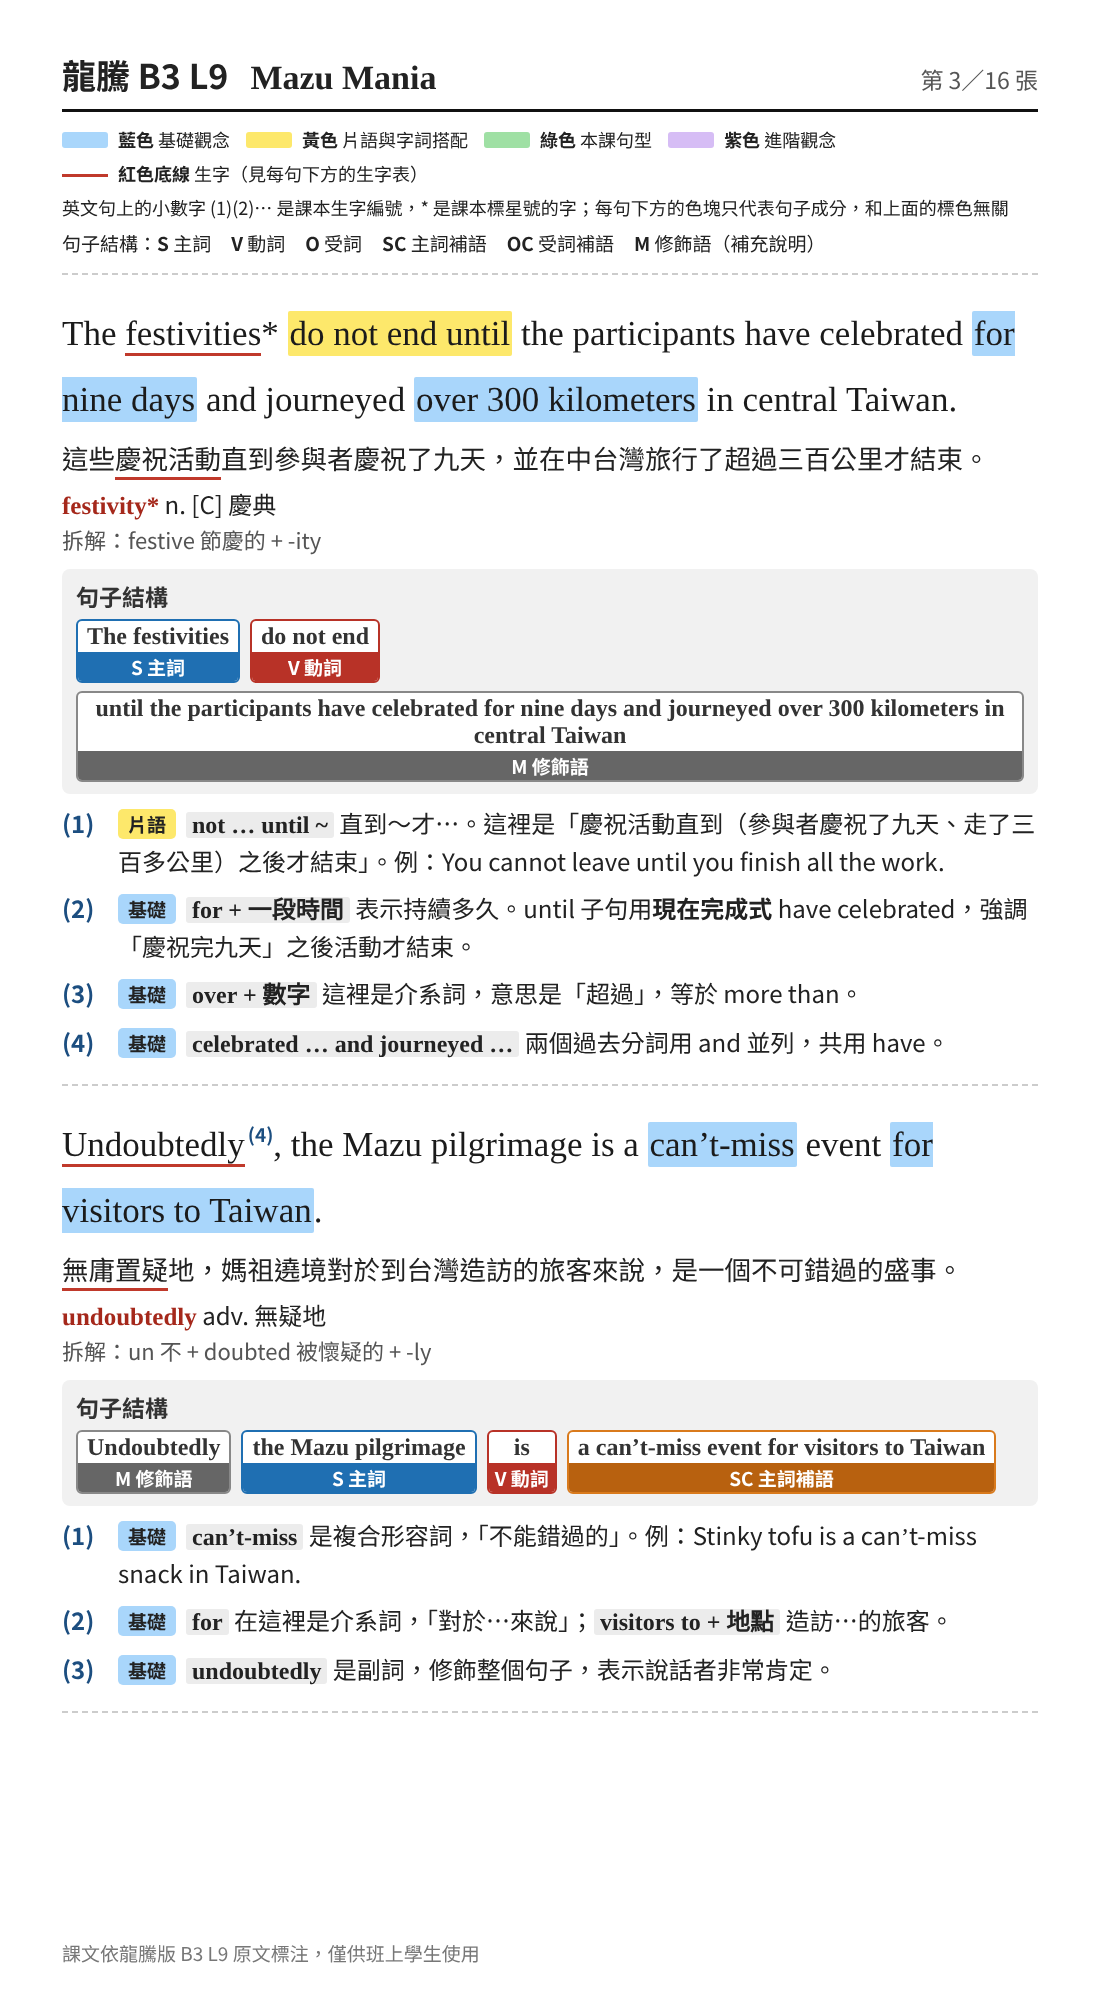 龍騰 B3 L9 Mazu Mania
第 3／16 張
藍色 基礎觀念 黃色 片語與字詞搭配 綠色 本課句型 紫色 進階觀念
紅色底線 生字（見每句下方的生字表）
英文句上的小數字 (1)(2)⋯ 是課本生字編號，* 是課本標星號的字；每句下方的色塊只代表句子成分，和上面的標色無關
句子結構：S 主詞 V 動詞 O 受詞 SC 主詞補語 OC 受詞補語 M 修飾語（補充說明）
The festivities* do not end until the participants have celebrated for
nine days and journeyed over 300 kilometers in central Taiwan.
這些慶祝活動直到參與者慶祝了九天，並在中台灣旅行了超過三百公里才結束。
festivity* n. [C] 慶典
拆解：festive 節慶的 + -ity
句子結構
The festivities do not end
S 主詞 V 動詞
until the participants have celebrated for nine days and journeyed over 300 kilometers in
central Taiwan
M 修飾語
(1) 片語 not … until ~ 直到～才⋯。這裡是「慶祝活動直到（參與者慶祝了九天、走了三
百多公里）之後才結束」。例：You cannot leave until you finish all the work.
(2) 基礎 for + 一段時間 表示持續多久。until 子句用現在完成式 have celebrated，強調
「慶祝完九天」之後活動才結束。
(3) 基礎 over + 數字 這裡是介系詞，意思是「超過」，等於 more than。
(4) 基礎 celebrated … and journeyed … 兩個過去分詞用 and 並列，共用 have。
Undoubtedly(4), the Mazu pilgrimage is a can’t-miss event for
visitors to Taiwan.
無庸置疑地，媽祖遶境對於到台灣造訪的旅客來說，是一個不可錯過的盛事。
undoubtedly adv. 無疑地
拆解：un 不 + doubted 被懷疑的 + -ly
句子結構
Undoubtedly the Mazu pilgrimage is a can’t-miss event for visitors to Taiwan
M 修飾語 S 主詞 V 動詞 SC 主詞補語
(1) 基礎 can’t-miss 是複合形容詞，「不能錯過的」。例：Stinky tofu is a can’t-miss
snack in Taiwan.
(2) 基礎 for 在這裡是介系詞，「對於⋯來說」；visitors to + 地點 造訪⋯的旅客。
(3) 基礎 undoubtedly 是副詞，修飾整個句子，表示說話者非常肯定。
課文依龍騰版 B3 L9 原文標注，僅供班上學生使用